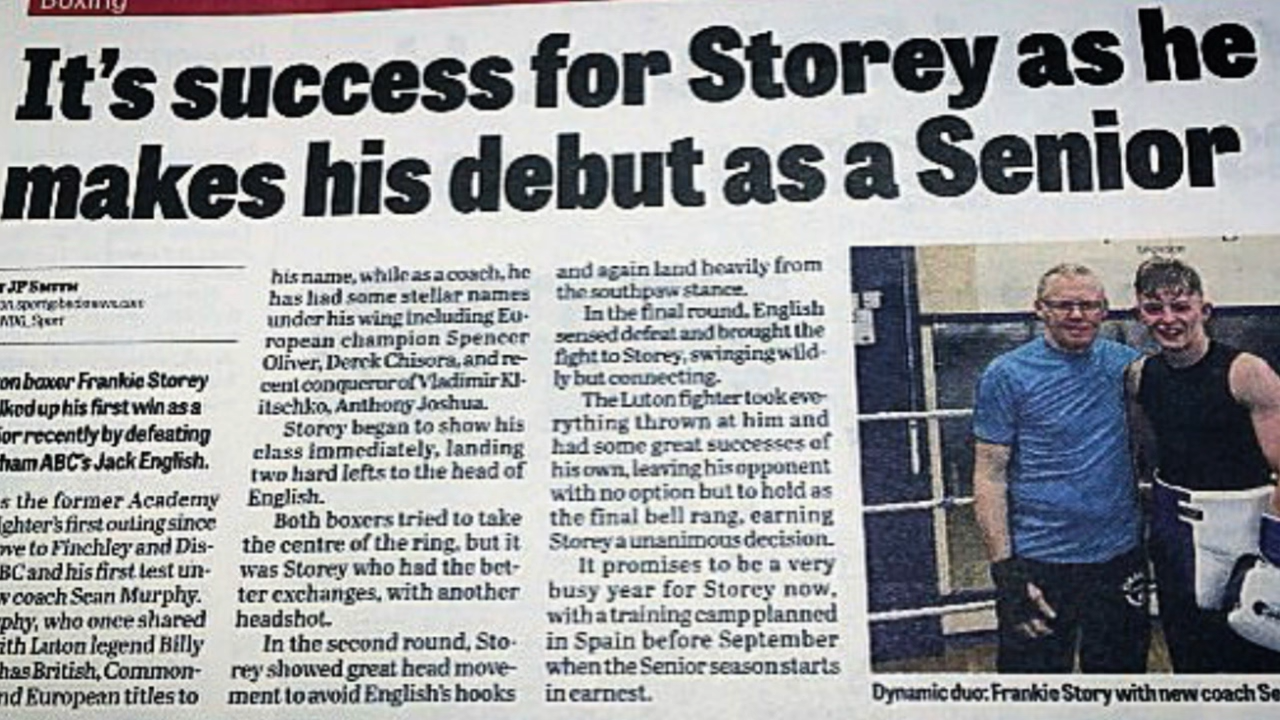 Boxing
It's success for Storey as he
makes his debut as a Senior
JP SMITH
on boxer Frankie Storey
lked up his first win as a
ior recently by defeating
ham ABC's Jack English.
s the former Academy
ighter's first outing since
ove to Finchley and Dis-
BC and his first test un-
w coach Sean Murphy.
phy, who once shared
ith Luton legend Billy
has British, Common-
nd European titles to
his name, while as a coach, he
has had some stellar names
under his wing including Eu-
ropean champion Spencer
Oliver, Derek Chisora, and re-
cent conqueror of Vladimir Kl-
itschko, Anthony Joshua.
Storey began to show his
class immediately, landing
two hard lefts to the head of
English.
Both boxers tried to take
the centre of the ring, but it
was Storey who had the bet-
ter exchanges, with another
headshot.
In the second round, Sto-
rey showed great head move-
ment to avoid English's hooks
and again land heavily from
the southpaw stance.
In the final round, English
sensed defeat and brought the
fight to Storey, swinging wild-
ly but connecting.
The Luton fighter took eve-
rything thrown at him and
had some great successes of
his own, leaving his opponent
with no option but to hold as
the final bell rang, earning
Storey a unanimous decision.
It promises to be a very
busy year for Storey now,
with a training camp planned
in Spain before September
when the Senior season starts
in earnest.
Dynamic duo: Frankie Story with new coach Se